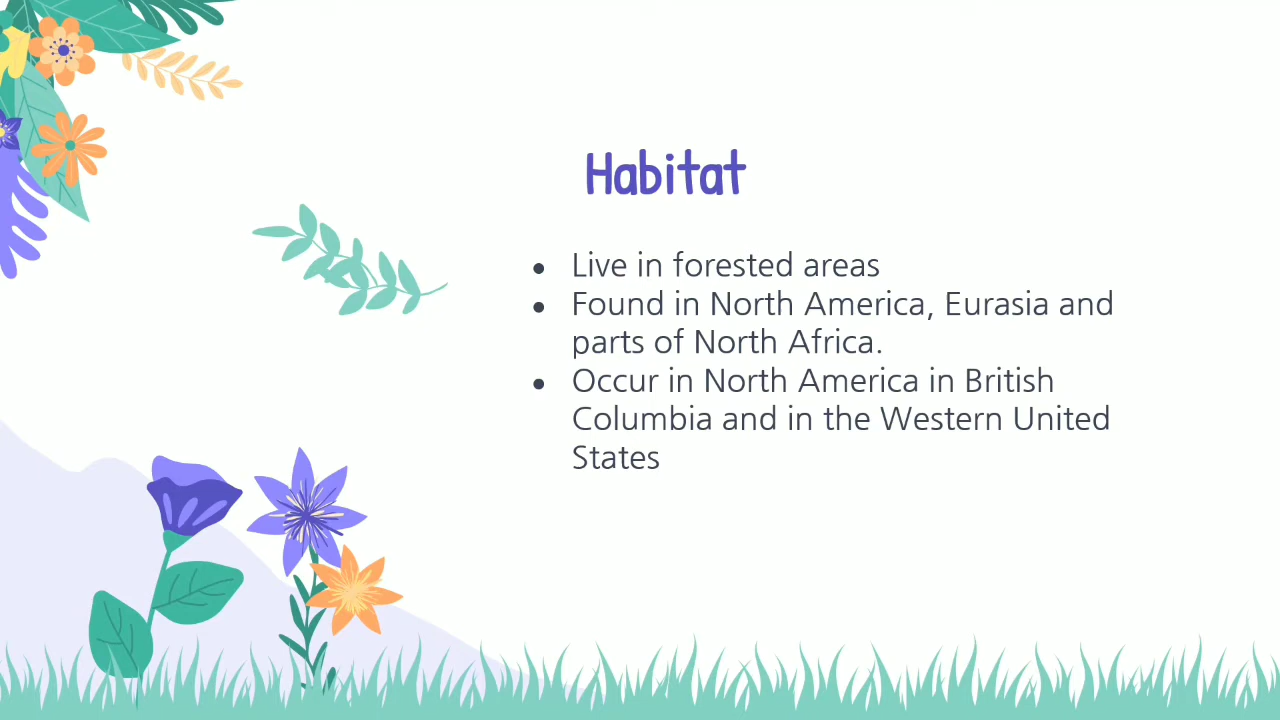 Habitat
● Live in forested areas
● Found in North America, Eurasia and
parts of North Africa.
● Occur in North America in British
Columbia and in the Western United
States